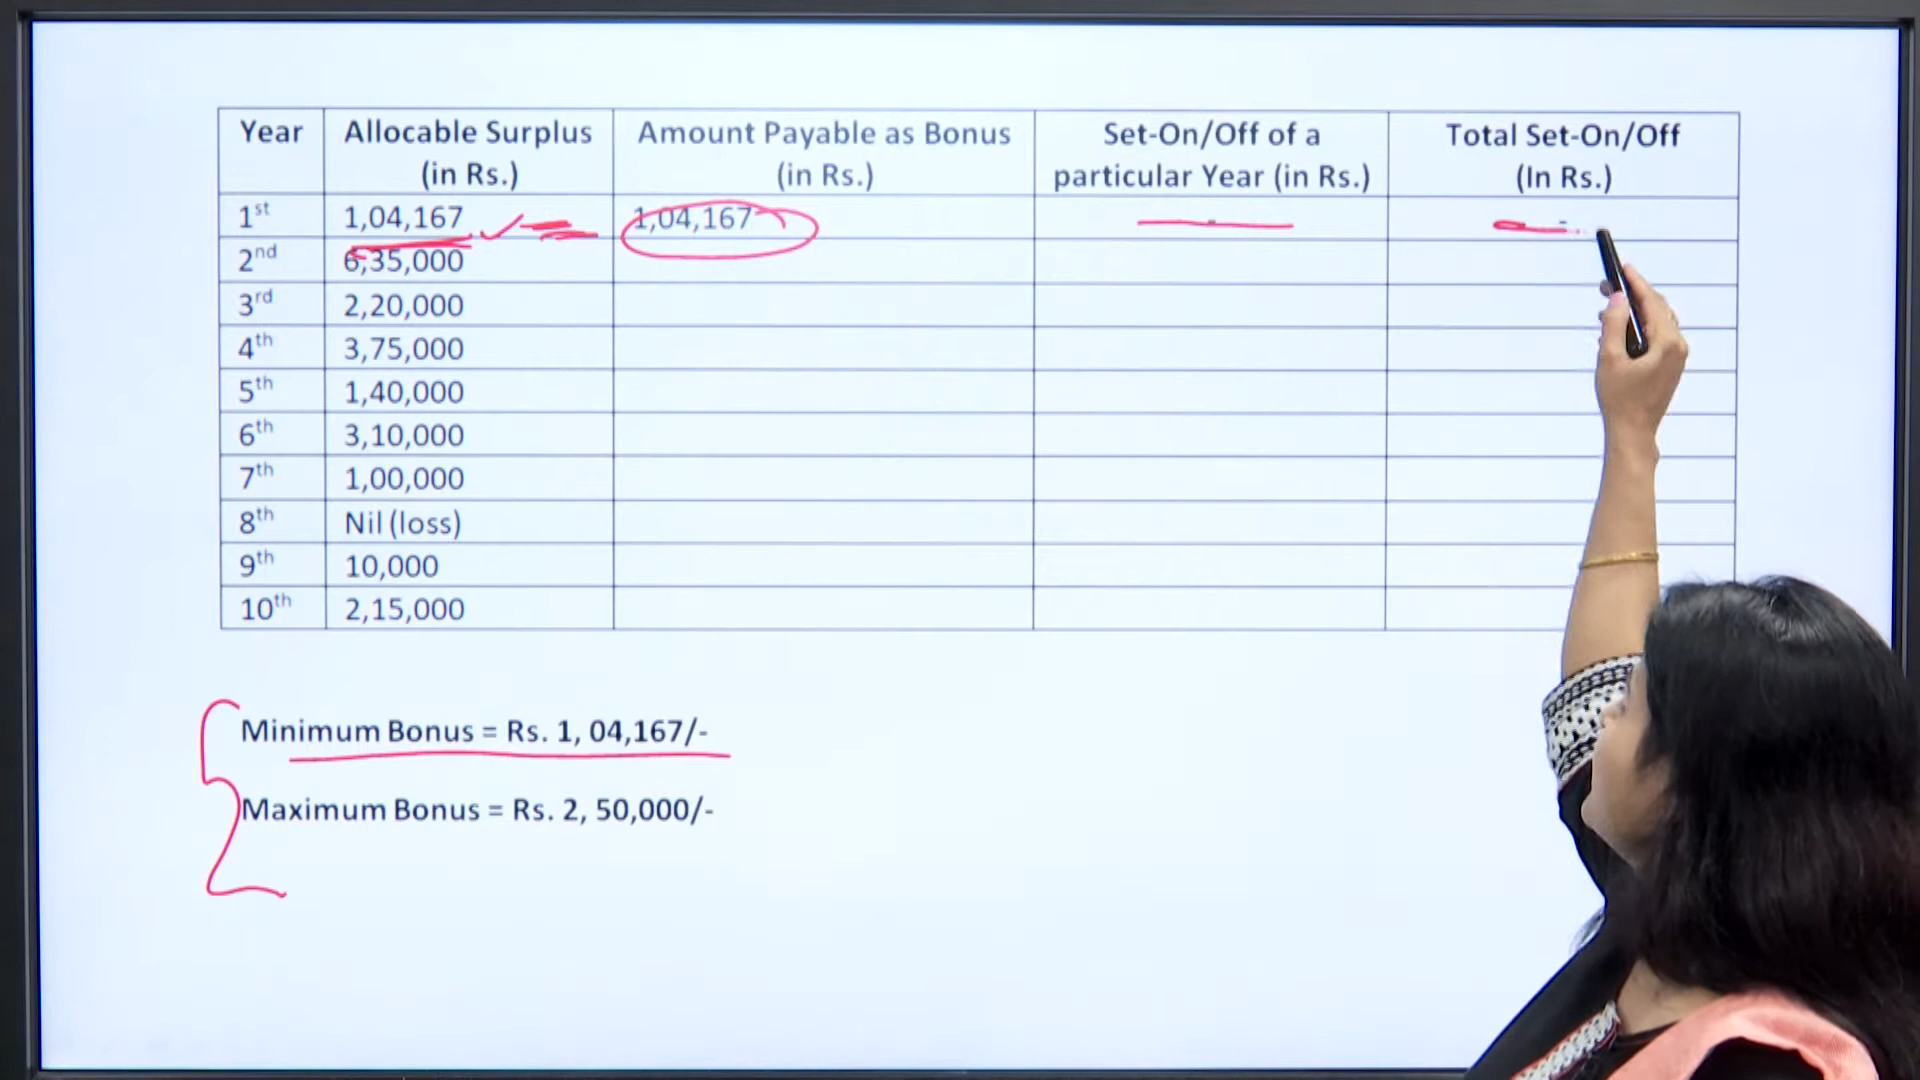 Year Allocable Surplus (in Rs.) Amount Payable as Bonus (in Rs.) Set-On/Off of a particular Year (in Rs.) Total Set-On/Off (In Rs.)
1st 1,04,167 1,04,167 - -
2nd 6,35,000
3rd 2,20,000
4th 3,75,000
5th 1,40,000
6th 3,10,000
7th 1,00,000
8th Nil (loss)
9th 10,000
10th 2,15,000
Minimum Bonus = Rs. 1, 04,167/-
Maximum Bonus = Rs. 2, 50,000/-